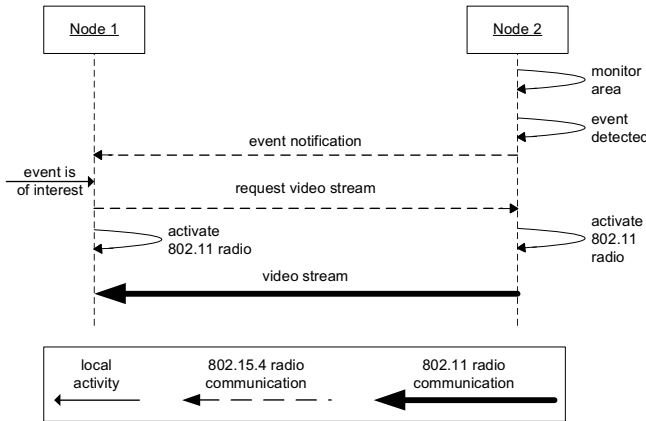 Node 1
Node 2
monitor
area
event
detected
event notification
event is
of interest
request video stream
activate
802.11 radio
activate
802.11
radio
video stream
local
activity
802.15.4 radio
communication
802.11 radio
communication